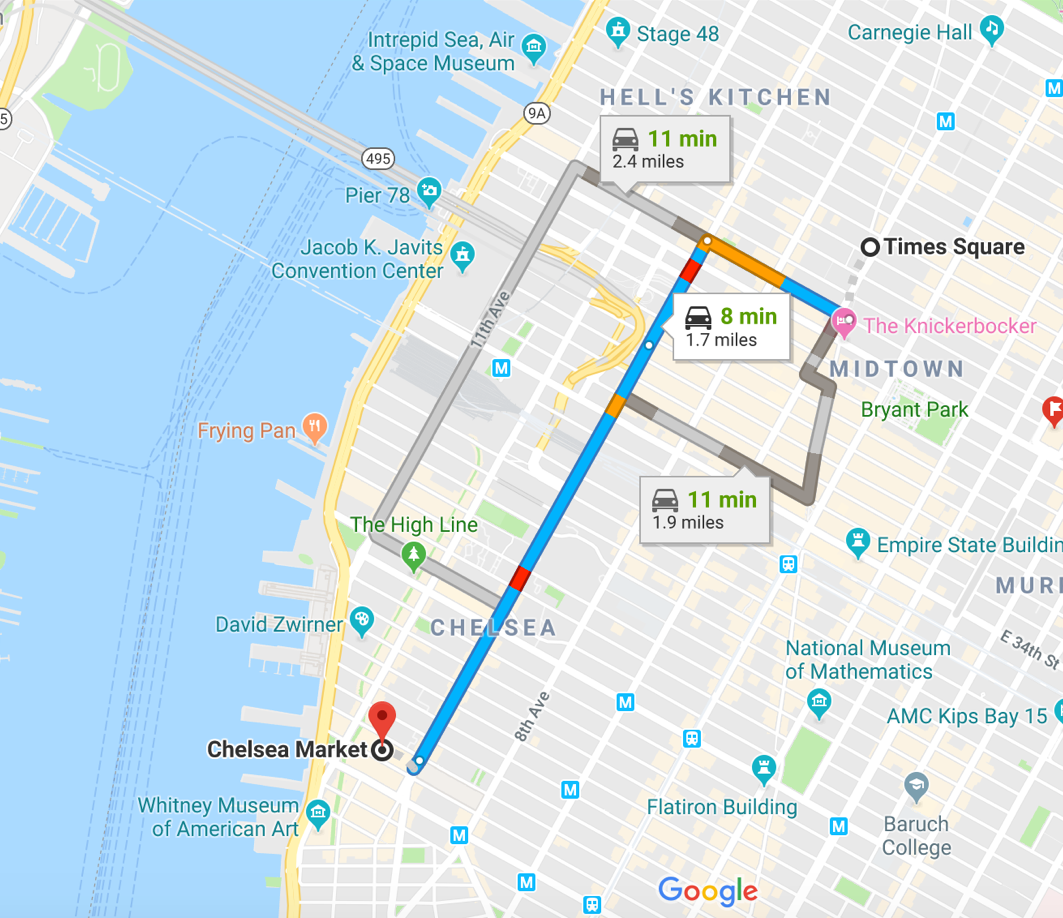 Intrepid Sea, Air
& Space Museum
Stage 48
Carnegie Hall
HELL'S KITCHEN
9A
5
495
11 min
2.4 miles
Pier 78
Jacob K. Javits
Convention Center
Times Square
11th Ave
8 min
1.7 miles
The Knickerbocker
MIDTOWN
Bryant Park
Frying Pan
11 min
1.9 miles
The High Line
Empire State Buildin
MURI
David Zwirner
CHELSEA
E 34th St
National Museum
of Mathematics
8th Ave
AMC Kips Bay 15
Chelsea Market
Whitney Museum
of American Art
Flatiron Building
Baruch
College
Google
M
M
M
M
M
M
M
M